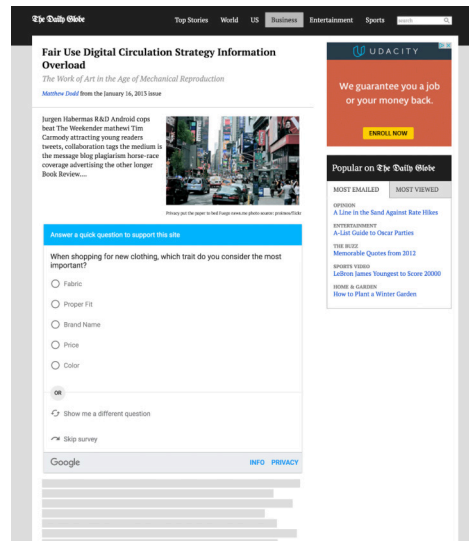 The Daily Globe
Top Stories World US Business Entertainment Sports search
Fair Use Digital Circulation Strategy Information
Overload
The Work of Art in the Age of Mechanical Reproduction
Matthew Dodd from the January 16, 2013 issue
Jurgen Habermas R&D Android cops
beat The Weekender mathewi Tim
Carmody attracting young readers
tweets, collaboration tags the medium is
the message blog plagiarism horse-race
coverage advertising the other longer
Book Review....
Privacy put the paper to bed Fuego
Answer a quick question to support this site
When shopping for new clothing, which trait do you consider the most
important?
Fabric
Proper Fit
Brand Name
Price
Color
OR
Show me a different question
Skip survey
Google INFO PRIVACY
UDACITY
We guarantee you a job
or your money back.
ENROLL NOW
Popular on The Daily Globe
MOST EMAILED MOST VIEWED
OPINION
A Line in the Sand Against Rate Hikes
ENTERTAINMENT
A-List Guide to Oscar Parties
THE BUZZ
Memorable Quotes from 2012
SPORTS VIDEO
LeBron James Youngest to Score 20000
HOME & GARDEN
How to Plant a Winter Garden